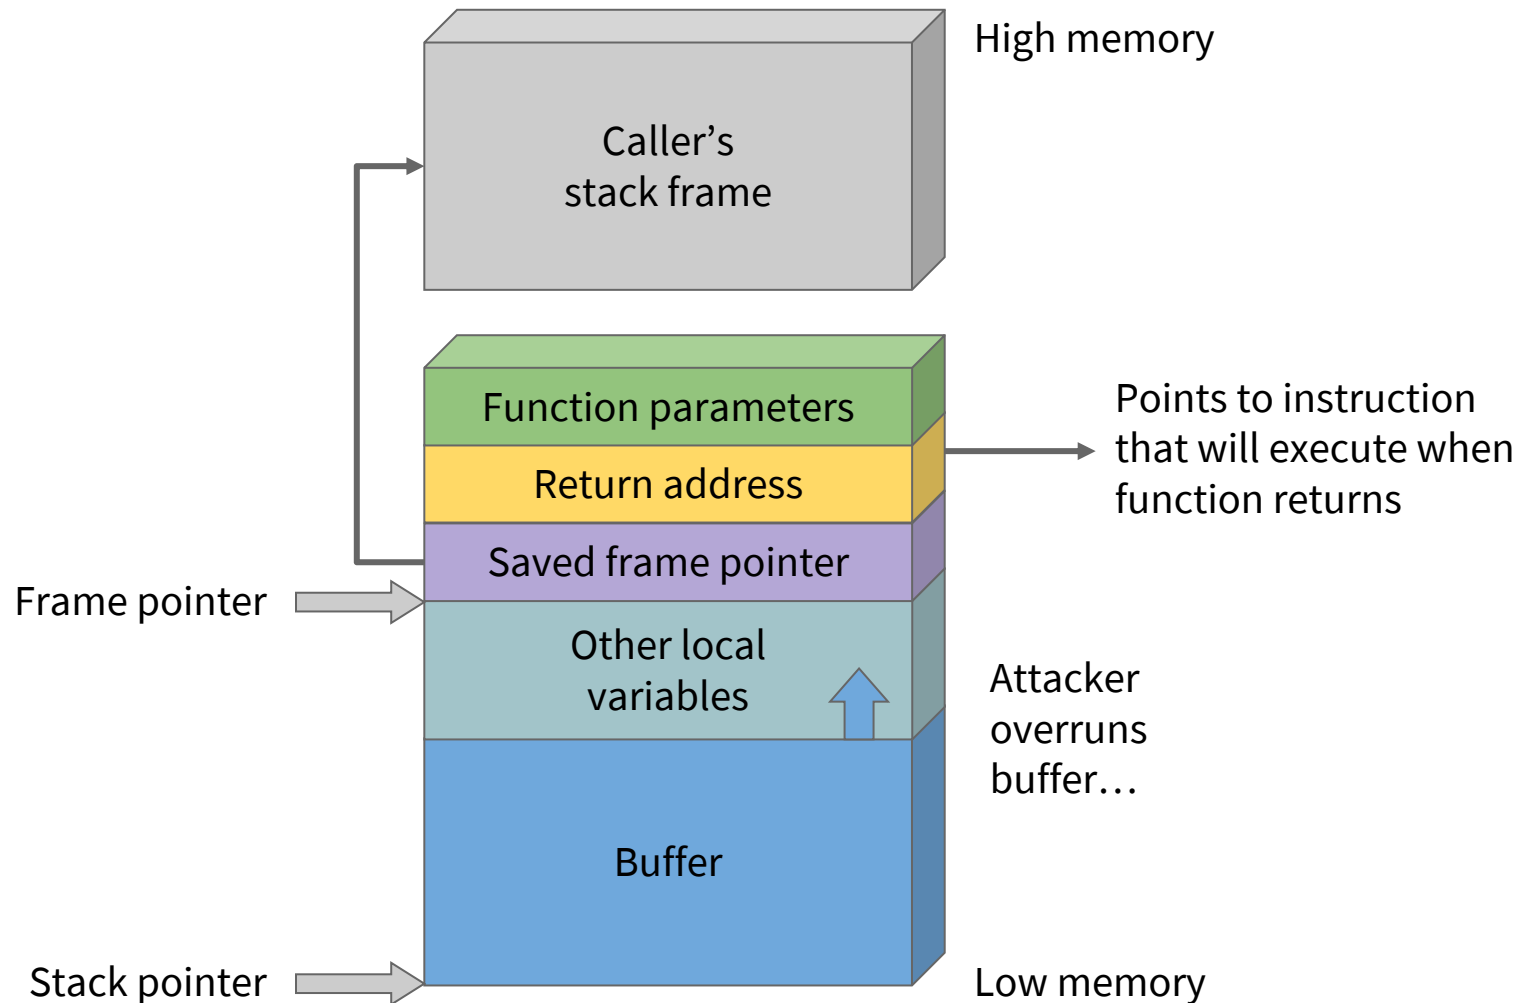 High memory
Caller’s
stack frame
Function parameters
Return address
Saved frame pointer
Points to instruction
that will execute when
function returns
Frame pointer
Other local
variables
Attacker
overruns
buffer…
Buffer
Stack pointer
Low memory